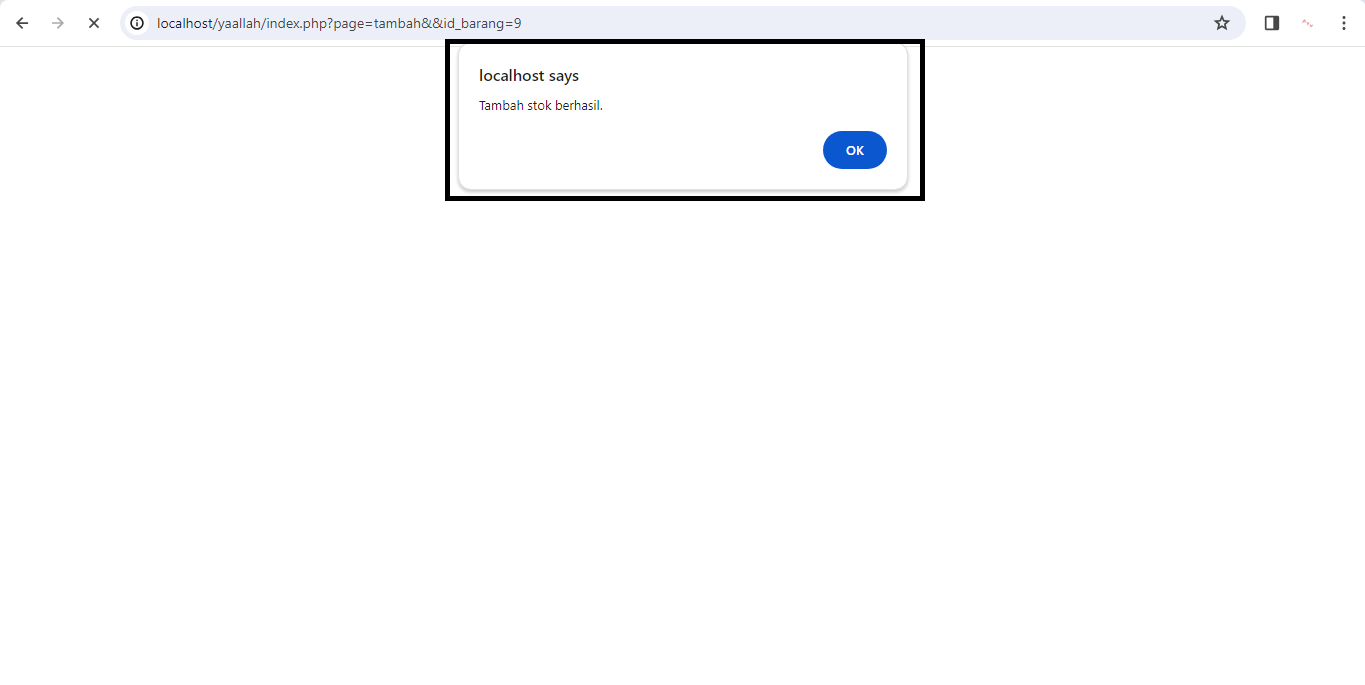 localhost/yaallah/index.php?page=tambah&&id_barang=9
localhost says
Tambah stok berhasil.
OK